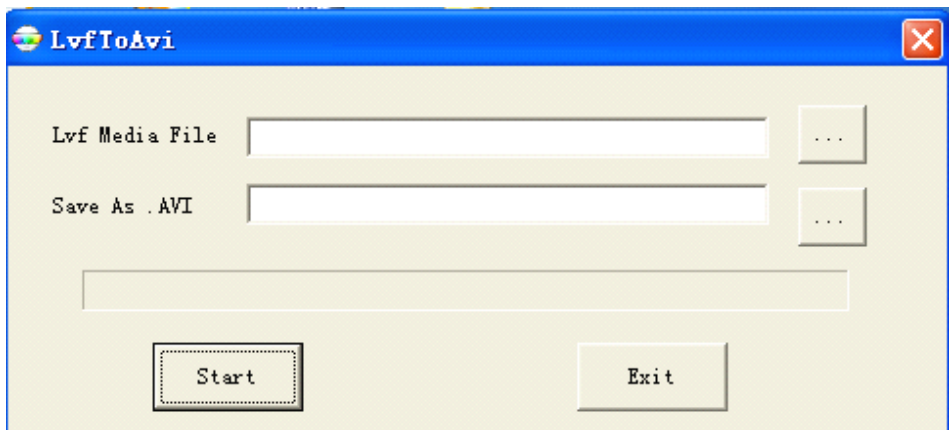 LvfToAvi
Lvf Media File
...
Save As .AVI
...
Start
Exit